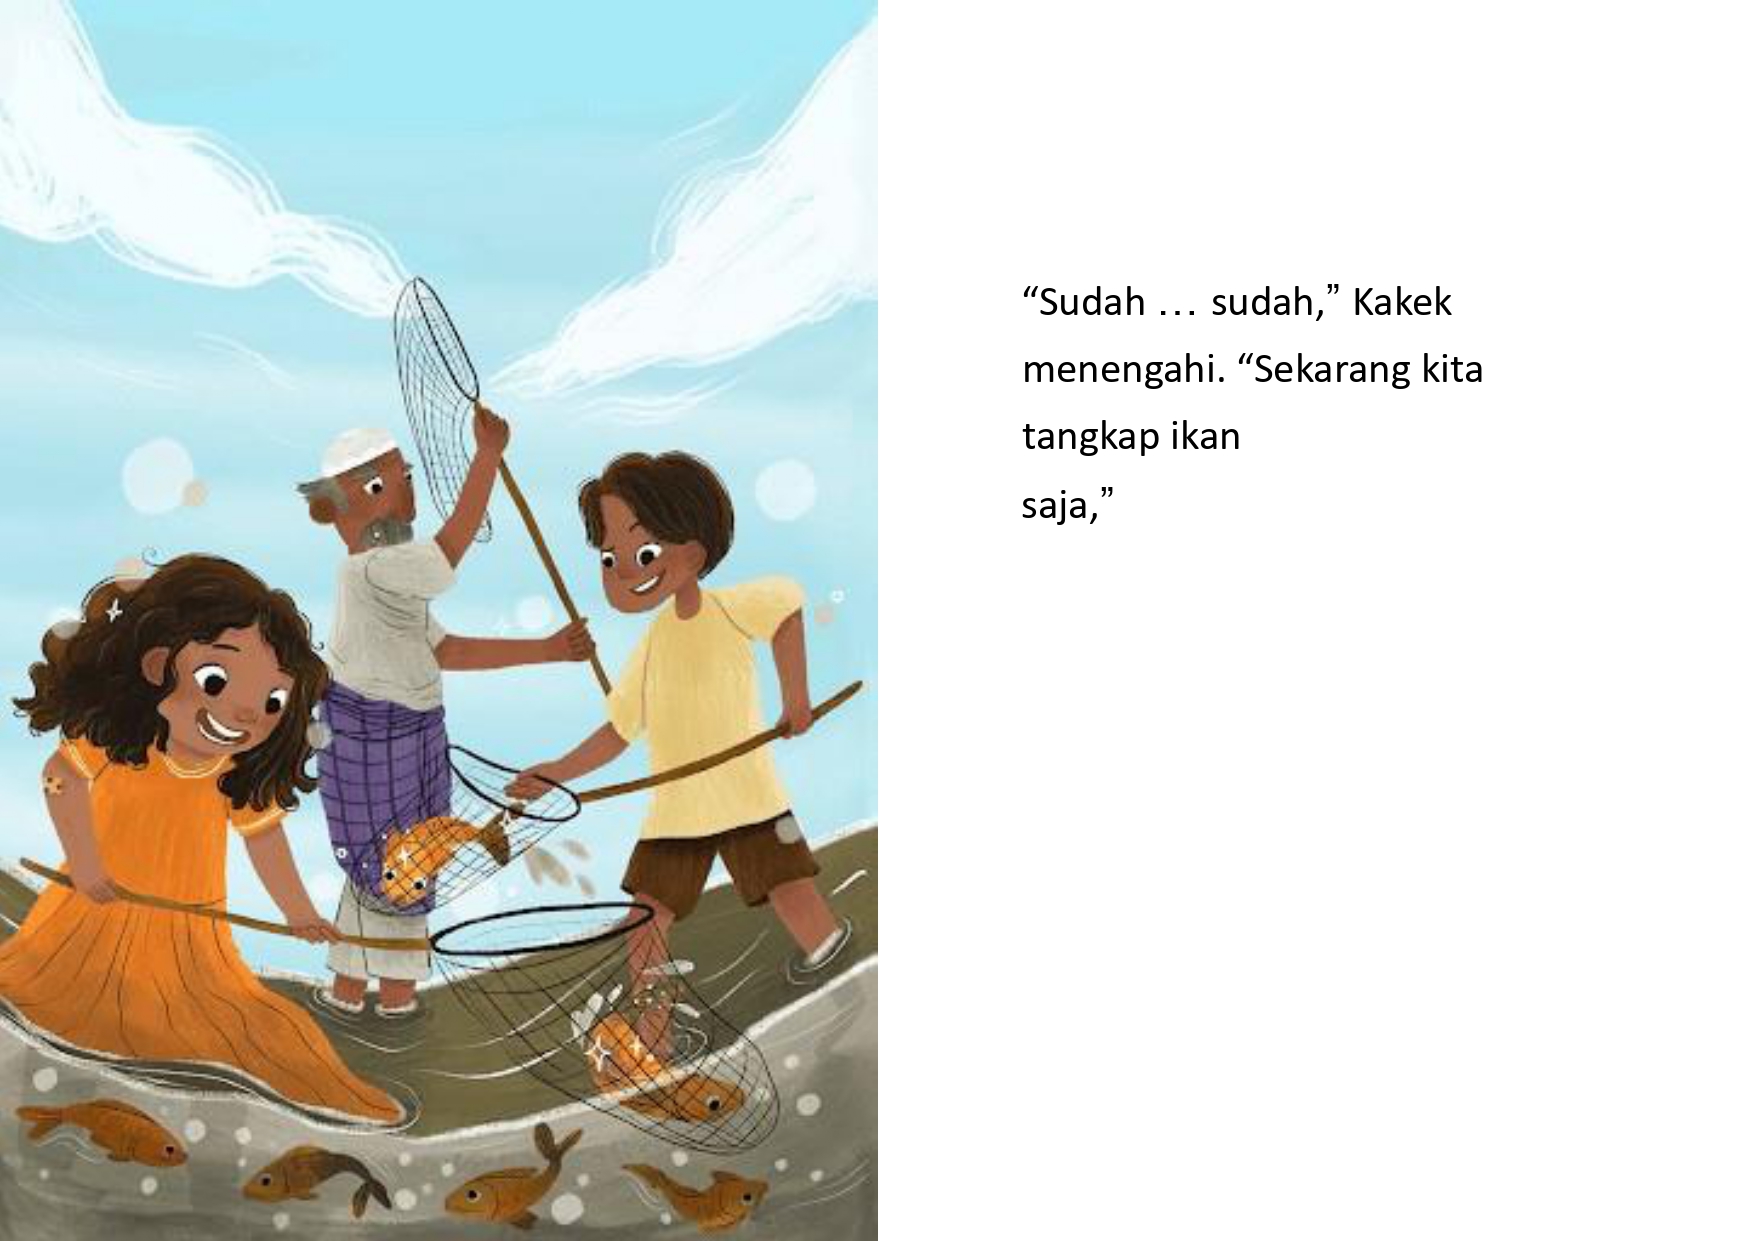 “Sudah … sudah,” Kakek
menengahi. “Sekarang kita
tangkap ikan
saja,”